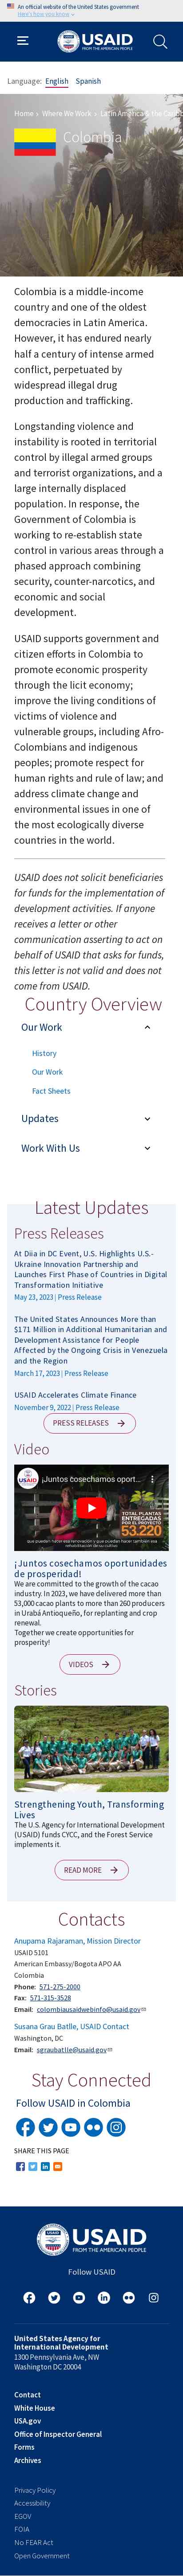 An official website of the United States government
Here's how you know
USAID
FROM THE AMERICAN PEOPLE
Language: English Spanish
Home › Where We Work › Latin America & the Caribb
Colombia
Colombia is a middle-income
country and one of the oldest
democracies in Latin America.
However, it has endured nearly
half a century of intense armed
conflict, perpetuated by
widespread illegal drug
production and trafficking.
Longstanding violence and
instability is rooted in territorial
control by illegal armed groups
and terrorist organizations, and a
large internally displaced
population. In response, the
Government of Colombia is
working to expand effective state
control in various areas through a
phased approach combining
security, counter-narcotics, and
economic and social
development.
USAID supports government and
citizen efforts in Colombia to
promote economic prosperity
through the licit economy;
improve the living conditions of
victims of violence and
vulnerable groups, including Afro-
Colombians and indigenous
peoples; promote respect for
human rights and rule of law; and
address climate change and
environmental issues in one of
the most ecologically diverse
countries in the world.
USAID does not solicit beneficiaries
for funds for the implementation of
development activities. If anyone
receives a letter or other
communication asserting to act on
behalf of USAID that asks for funds,
this letter is not valid and does not
come from USAID.
Country Overview
Our Work
History
Our Work
Fact Sheets
Updates
Work With Us
Latest Updates
Press Releases
At Diia in DC Event, U.S. Highlights U.S.-
Ukraine Innovation Partnership and
Launches First Phase of Countries in Digital
Transformation Initiative
May 23, 2023 | Press Release
The United States Announces More than
$171 Million in Additional Humanitarian and
Development Assistance for People
Affected by the Ongoing Crisis in Venezuela
and the Region
March 17, 2023 | Press Release
USAID Accelerates Climate Finance
November 9, 2022 | Press Release
PRESS RELEASES
Video
¡Juntos cosechamos oport...
TOTAL PLANTAS
ENTREGADAS
POR EL PROGRAMA
53.220
¡Juntos cosechamos oportunidades
de prosperidad!
We are committed to the growth of the cacao
industry. In 2023, we have delivered more than
53,000 cacao plants to more than 260 producers
in Urabá Antioqueño, for replanting and crop
renewal.
Together we create opportunities for
prosperity!
VIDEOS
Stories
Strengthening Youth, Transforming
Lives
The U.S. Agency for International Development
(USAID) funds CYCC, and the Forest Service
implements it.
READ MORE
Contacts
Anupama Rajaraman, Mission Director
USAID 5101
American Embassy/Bogota APO AA
Colombia
Phone: 571-275-2000
Fax: 571-315-3528
Email: colombiausaidwebinfo@usaid.gov
Susana Grau Batlle, USAID Contact
Washington, DC
Email: sgraubatlle@usaid.gov
Stay Connected
Follow USAID in Colombia
SHARE THIS PAGE
USAID
FROM THE AMERICAN PEOPLE
Follow USAID
United States Agency for
International Development
1300 Pennsylvania Ave, NW
Washington DC 20004
Contact
White House
USA.gov
Office of Inspector General
Forms
Archives
Privacy Policy
Accessibility
EGOV
FOIA
No FEAR Act
Open Government